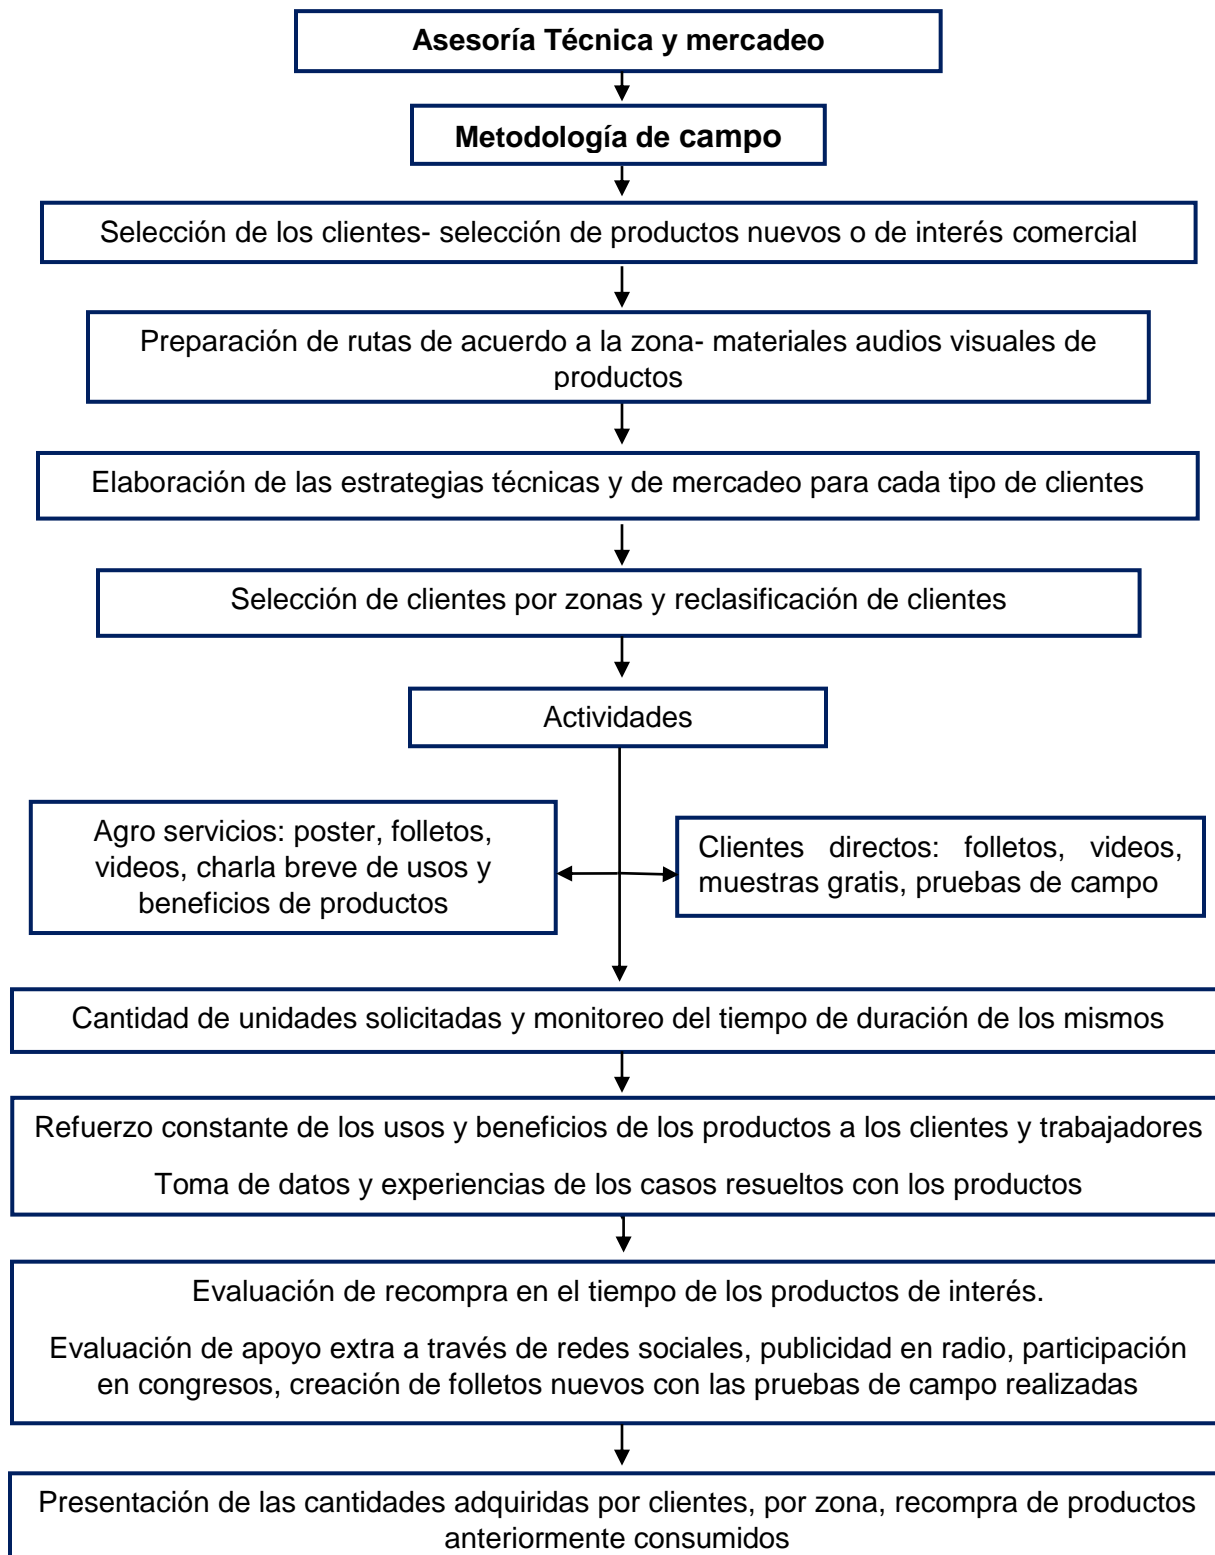 Asesoría Técnica y mercadeo
Metodología de campo
Selección de los clientes- selección de productos nuevos o de interés comercial
Preparación de rutas de acuerdo a la zona- materiales audios visuales de
productos
Elaboración de las estrategias técnicas y de mercadeo para cada tipo de clientes
Selección de clientes por zonas y reclasificación de clientes
Actividades
Agro servicios: poster, folletos,
videos, charla breve de usos y
beneficios de productos
Clientes directos: folletos, videos,
muestras gratis, pruebas de campo
Cantidad de unidades solicitadas y monitoreo del tiempo de duración de los mismos
Refuerzo constante de los usos y beneficios de los productos a los clientes y trabajadores
Toma de datos y experiencias de los casos resueltos con los productos
Evaluación de recompra en el tiempo de los productos de interés.
Evaluación de apoyo extra a través de redes sociales, publicidad en radio, participación
en congresos, creación de folletos nuevos con las pruebas de campo realizadas
Presentación de las cantidades adquiridas por clientes, por zona, recompra de productos
anteriormente consumidos